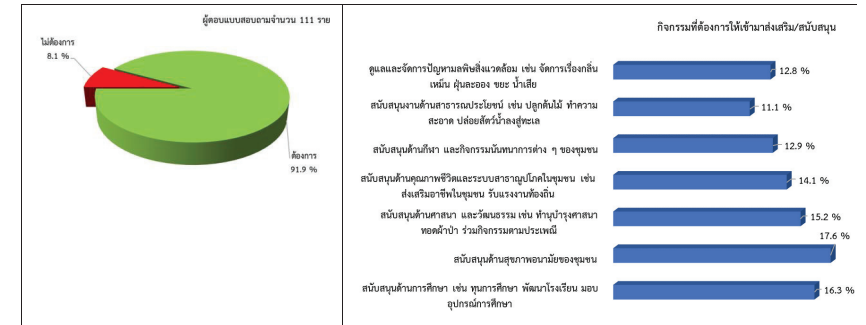 ผู้ตอบแบบสอบถามจำนวน 111 ราย
ไม่ต้องการ
8.1 %
ต้องการ
91.9 %
กิจกรรมที่ต้องการให้เข้ามาส่งเสริม/สนับสนุน
ดูแลและจัดการปัญหามลพิษสิ่งแวดล้อม เช่น จัดการเรื่องกลิ่น
เหม็น ฝุ่นละออง ขยะ น้ำเสีย
12.8 %
สนับสนุนงานด้านสาธารณประโยชน์ เช่น ปลูกต้นไม้ ทำความ
สะอาด ปล่อยสัตว์น้ำลงสู่ทะเล
11.1 %
สนับสนุนด้านกีฬา และกิจกรรมนันทนาการต่าง ๆ ของชุมชน
12.9 %
สนับสนุนด้านคุณภาพชีวิตและระบบสาธาณูปโภคในชุมชน เช่น
ส่งเสริมอาชีพในชุมชน รับแรงงานท้องถิ่น
14.1 %
สนับสนุนด้านศาสนา และวัฒนธรรม เช่น ทำนุบำรุงศาสนา
ทอดผ้าป่า ร่วมกิจกรรมตามประเพณี
15.2 %
สนับสนุนด้านสุขภาพอนามัยของชุมชน
17.6 %
สนับสนุนด้านการศึกษา เช่น ทุนการศึกษา พัฒนาโรงเรียน มอบ
อุปกรณ์การศึกษา
16.3 %